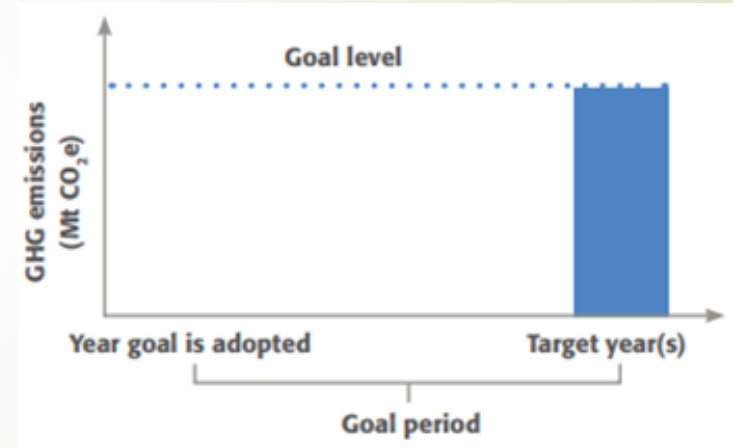 Goal level
GHG emissions
(Mt CO₂e)
Year goal is adopted
Target year(s)
Goal period